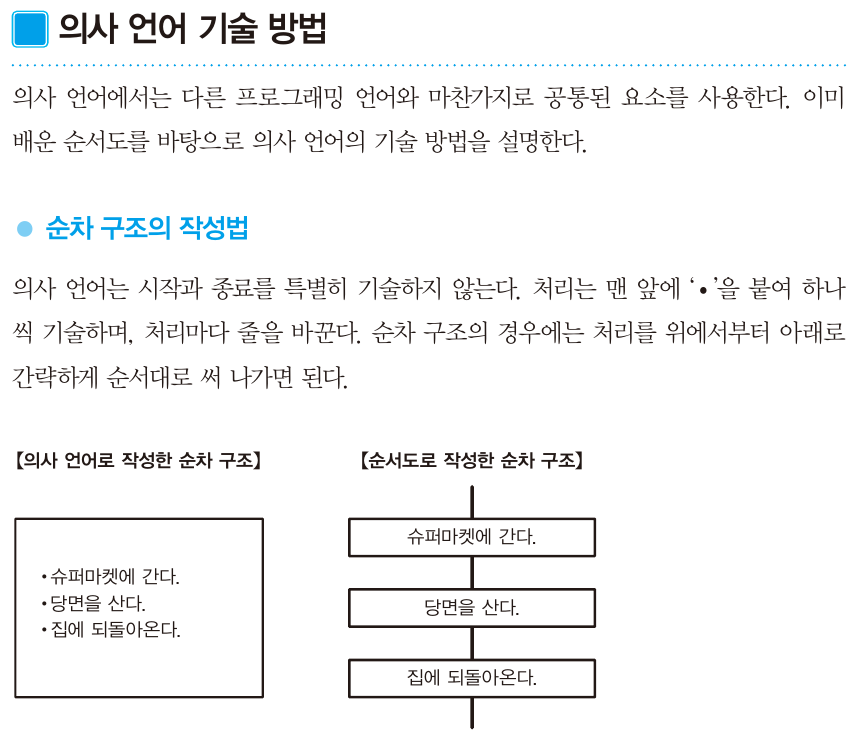 의사 언어 기술 방법
의사 언어에서는 다른 프로그래밍 언어와 마찬가지로 공통된 요소를 사용한다. 이미
배운 순서도를 바탕으로 의사 언어의 기술 방법을 설명한다.
● 순차 구조의 작성법
의사 언어는 시작과 종료를 특별히 기술하지 않는다. 처리는 맨 앞에 ‘•’을 붙여 하나
씩 기술하며, 처리마다 줄을 바꾼다. 순차 구조의 경우에는 처리를 위에서부터 아래로
간략하게 순서대로 써 나가면 된다.
【의사 언어로 작성한 순차 구조】
•슈퍼마켓에 간다.
•당면을 산다.
•집에 되돌아온다.
【순서도로 작성한 순차 구조】
슈퍼마켓에 간다.
당면을 산다.
집에 되돌아온다.